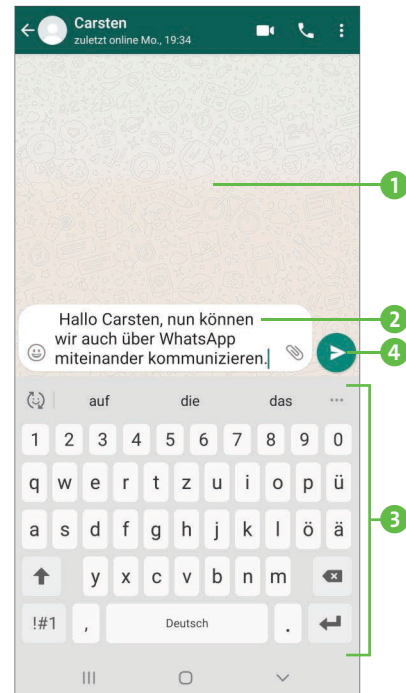 Carsten
zuletzt online Mo., 19:34
1
Hallo Carsten, nun können
wir auch über WhatsApp
miteinander kommunizieren.
2
4
auf die das
1 2 3 4 5 6 7 8 9 0
q w e r t z u i o p ü
a s d f g h j k l ö ä
3
y x c v b n m
!#1 , Deutsch .